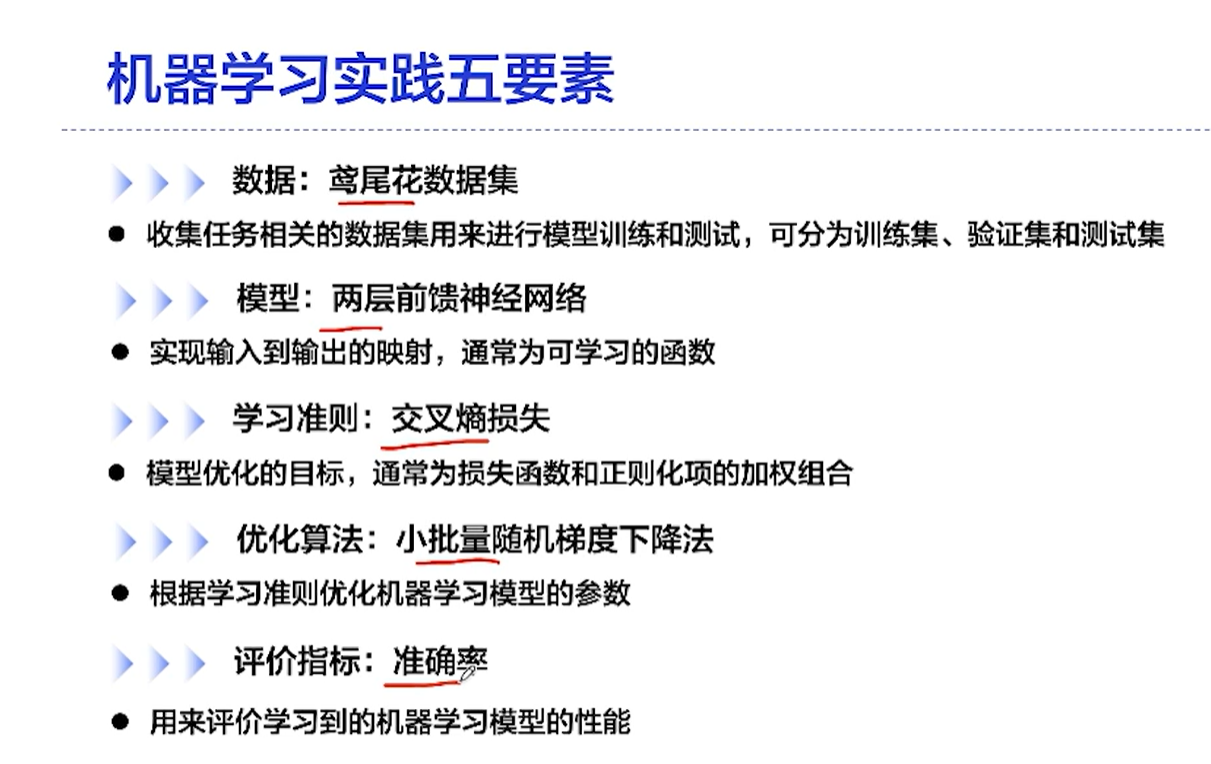 机器学习实践五要素
数据：鸢尾花数据集
● 收集任务相关的数据集用来进行模型训练和测试，可分为训练集、验证集和测试集
模型：两层前馈神经网络
● 实现输入到输出的映射，通常为可学习的函数
学习准则：交叉熵损失
● 模型优化的目标，通常为损失函数和正则化项的加权组合
优化算法：小批量随机梯度下降法
● 根据学习准则优化机器学习模型的参数
评价指标：准确率
● 用来评价学习到的机器学习模型的性能